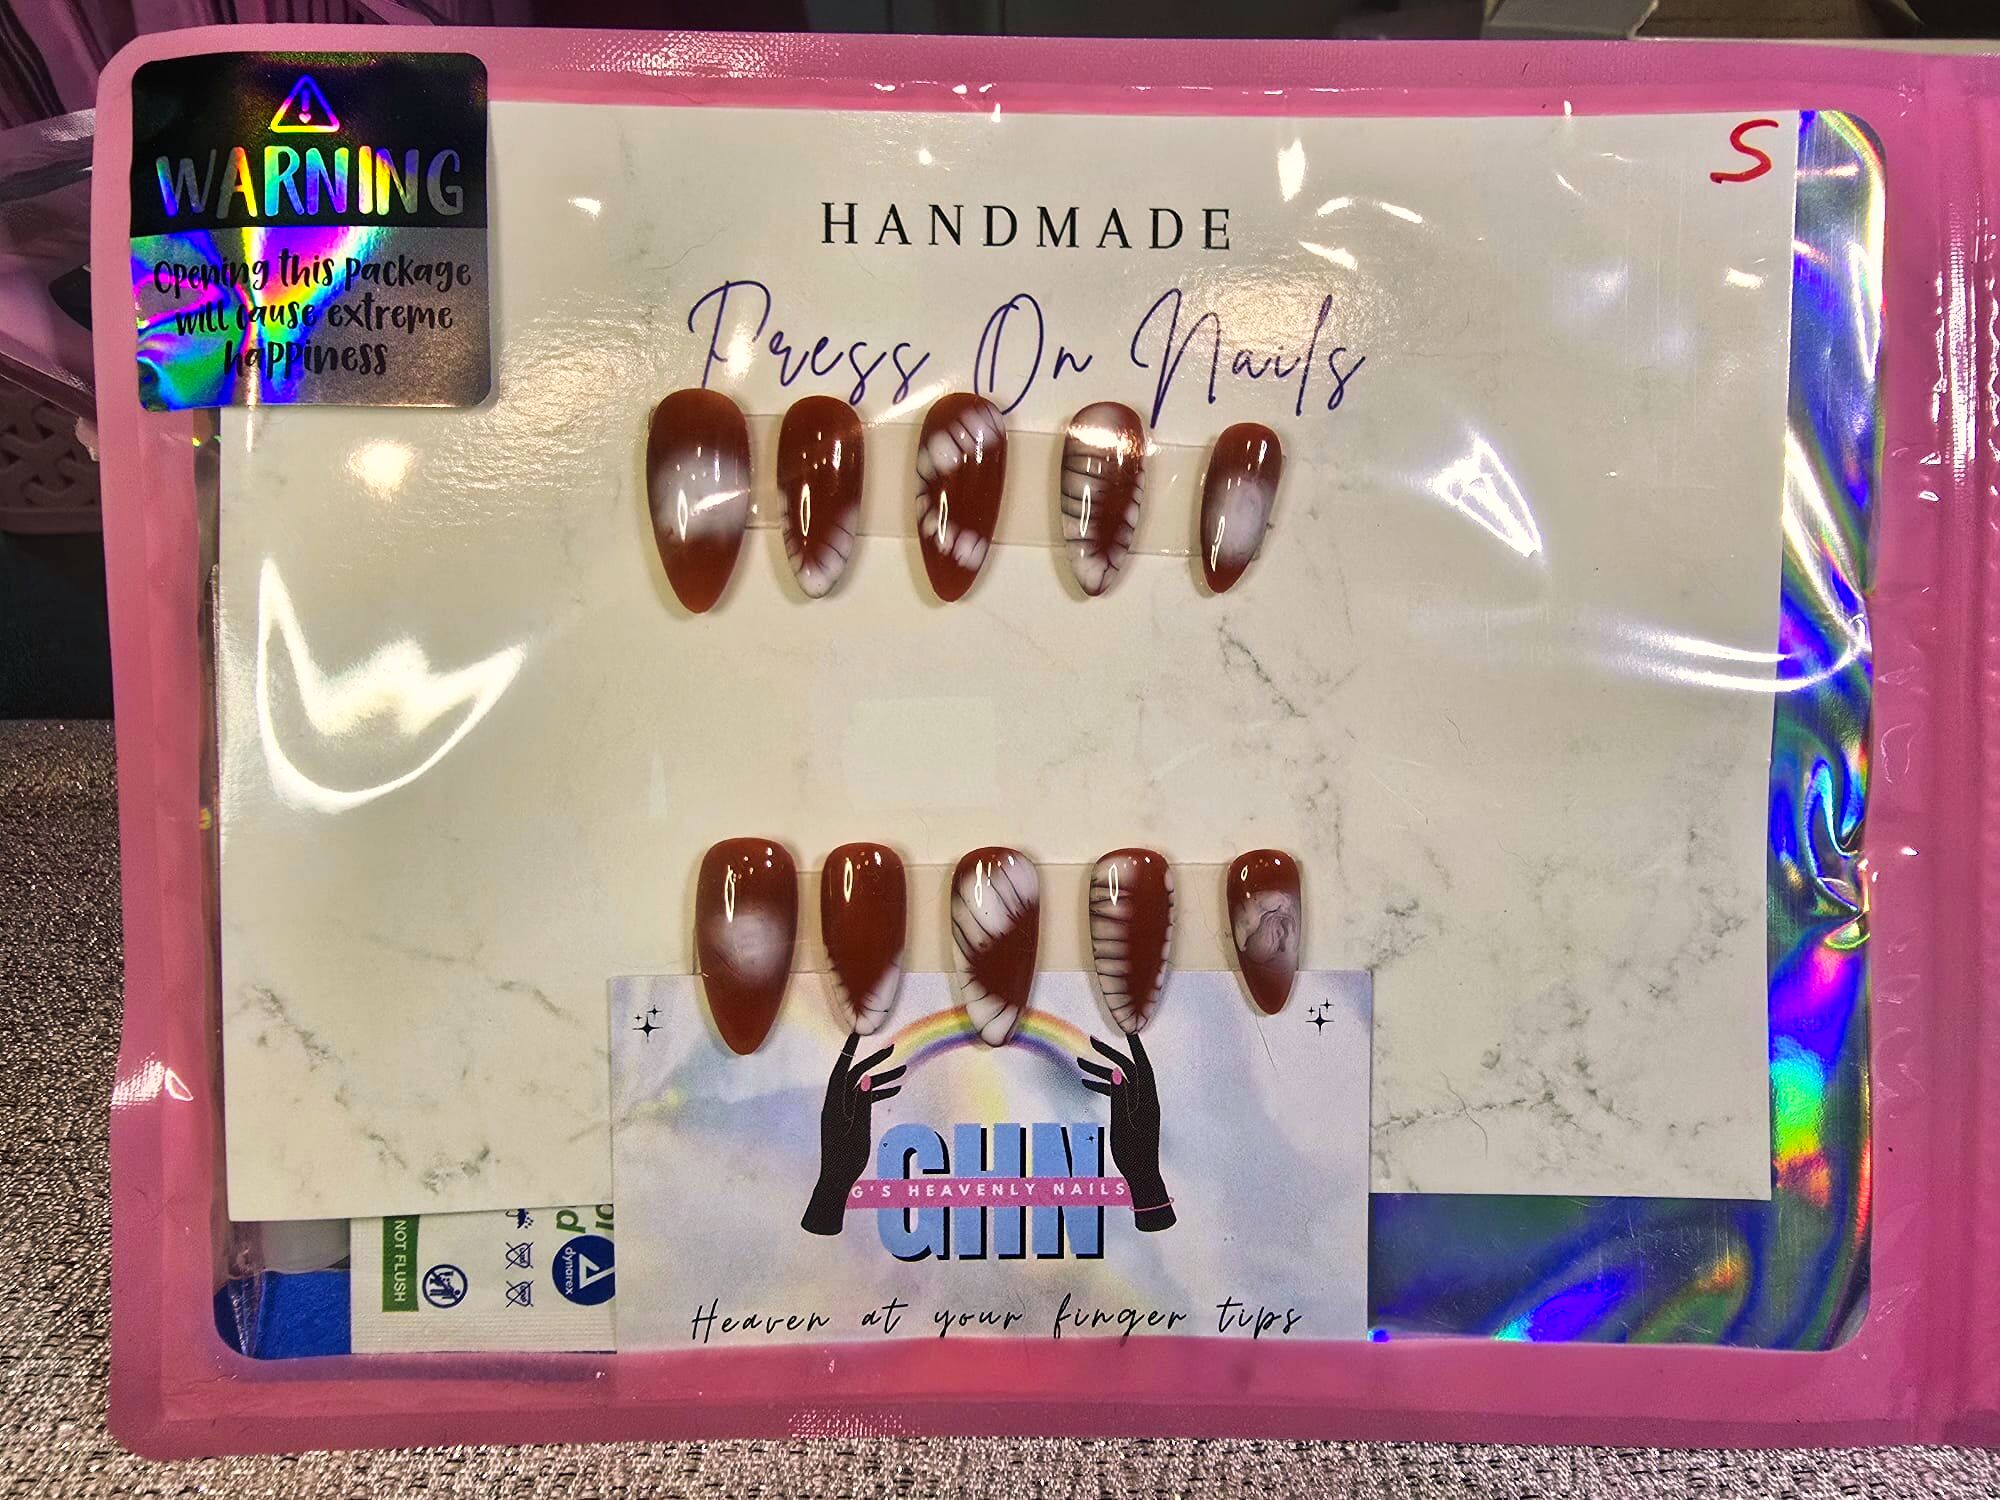 WARNING
Opening this package
will cause extreme
happiness
S
HANDMADE
Press On Nails
GHN
G'S HEAVENLY NAILS
Heaven at your finger tips
NOT FLUSH
dynarex